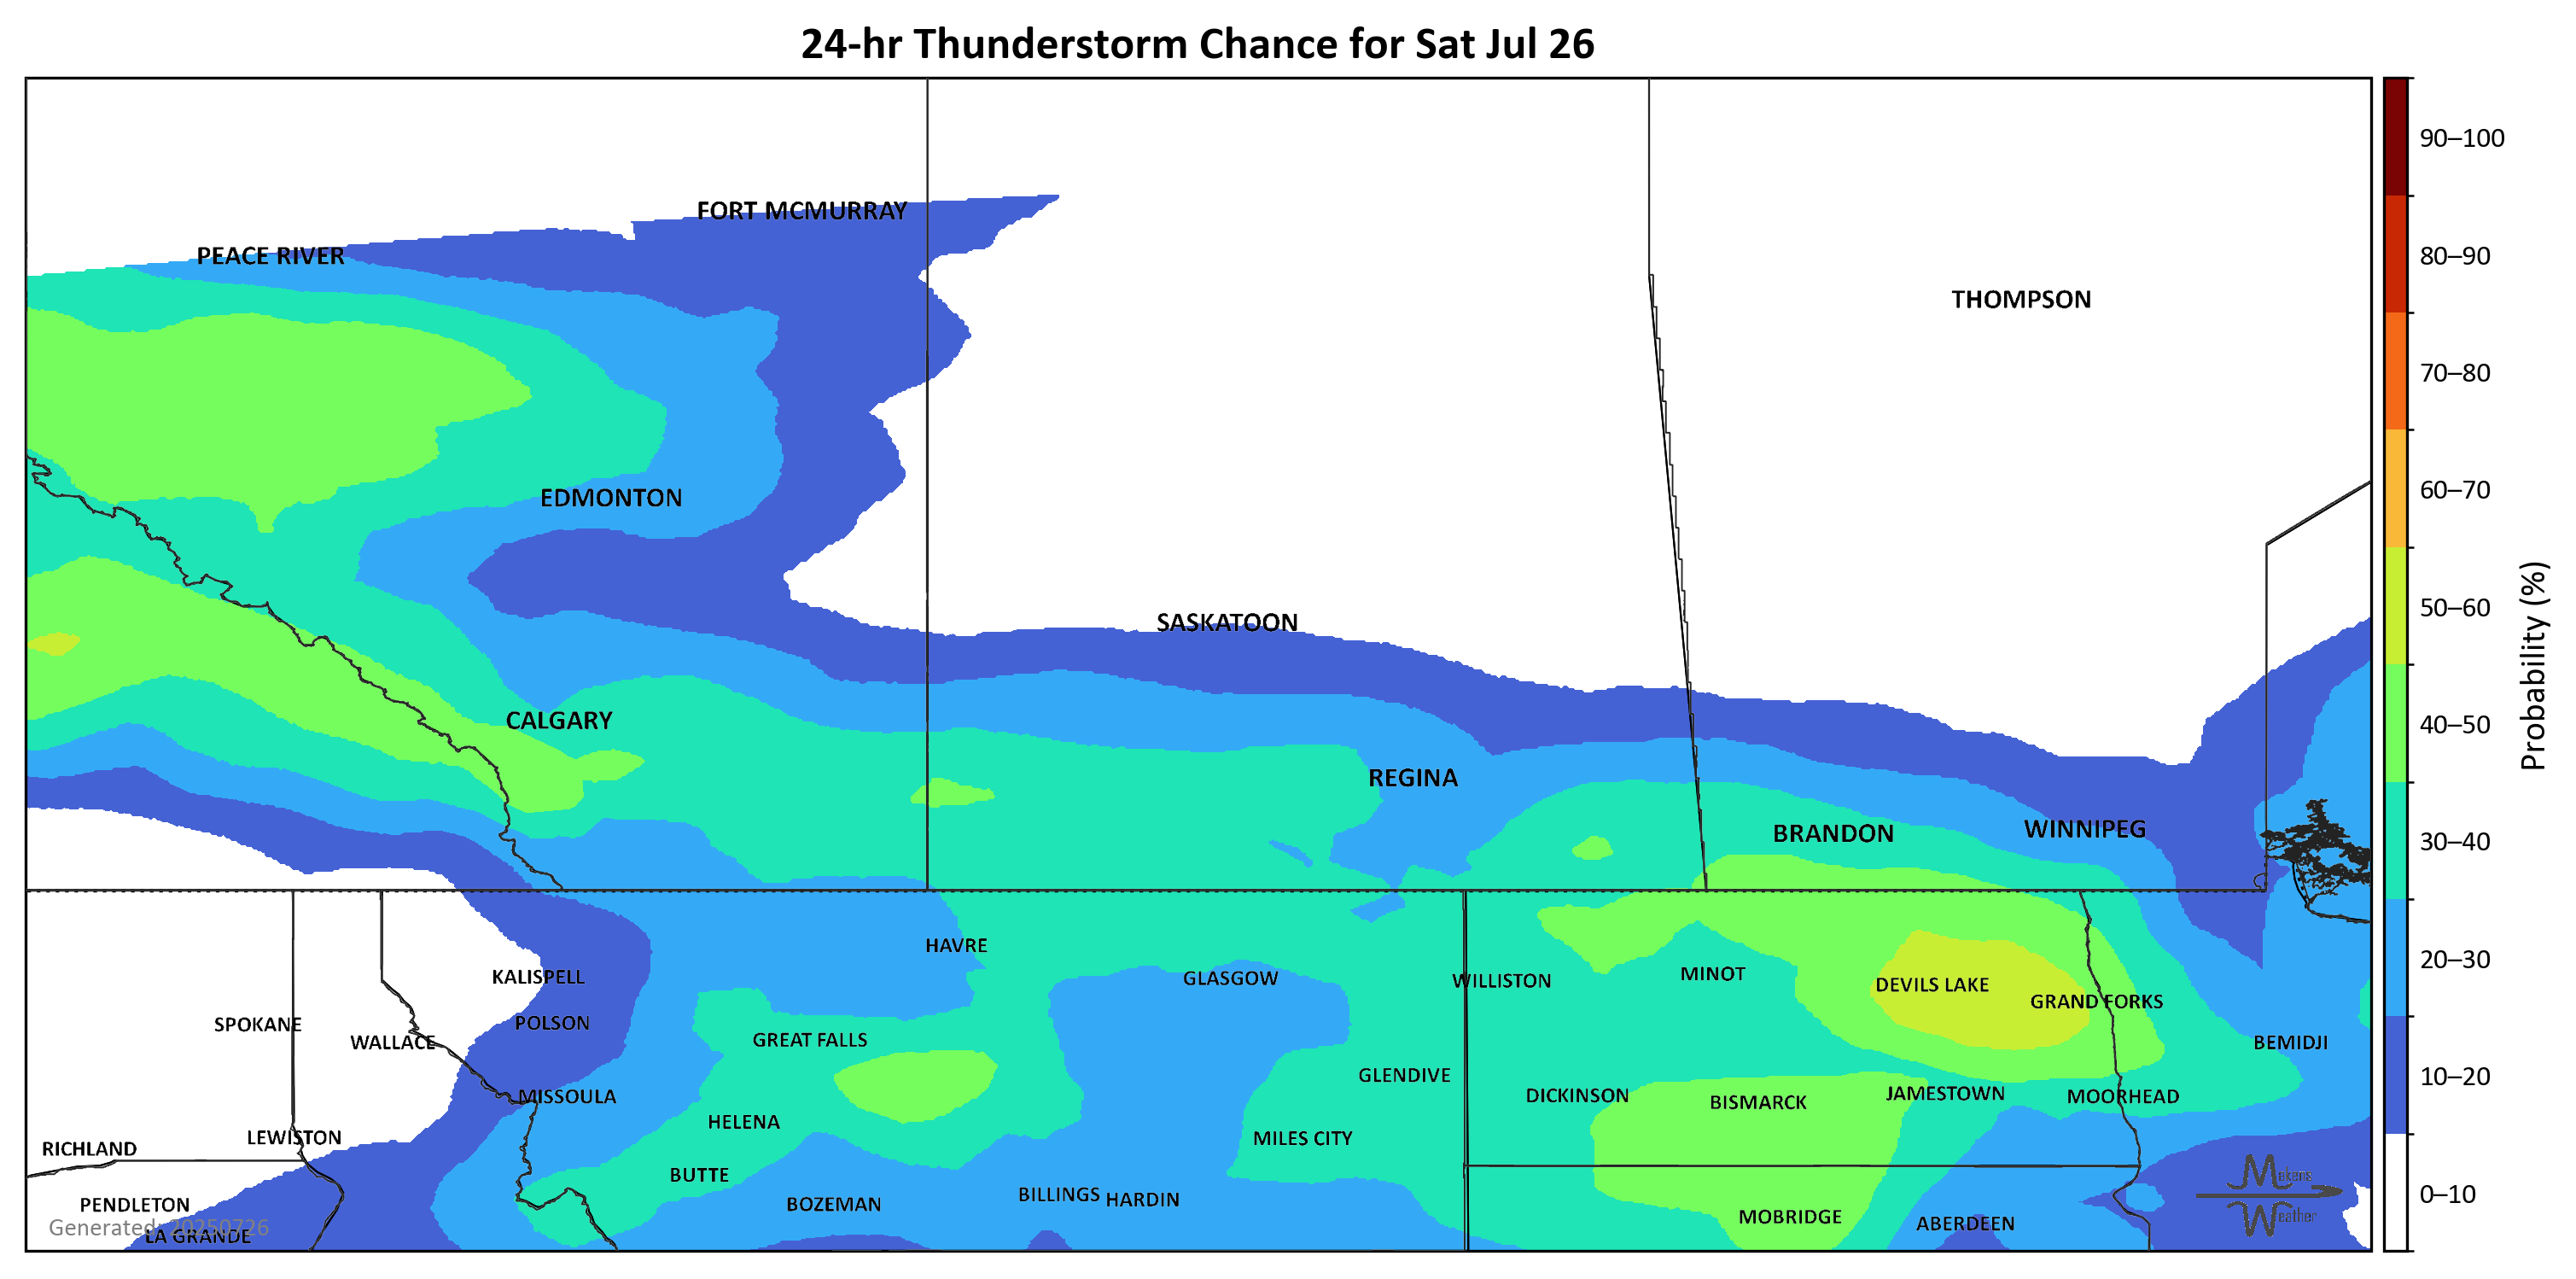 24-hr Thunderstorm Chance for Sat Jul 26
90–100
FORT MCMURRAY
PEACE RIVER
80–90
THOMPSON
70–80
60–70
EDMONTON
50–60
SASKATOON
Probability (%)
CALGARY
40–50
REGINA
WINNIPEG
BRANDON
30–40
HAVRE
20–30
KALISPELL
GLASGOW
WILLISTON
MINOT
DEVILS LAKE
GRAND FORKS
SPOKANE
POLSON
WALLACE
GREAT FALLS
BEMIDJI
GLENDIVE
10–20
MISSOULA
DICKINSON
BISMARCK
JAMESTOWN
MOORHEAD
HELENA
LEWISTON
MILES CITY
RICHLAND
BUTTE
Mekens
Weather
0–10
PENDLETON
BOZEMAN
BILLINGS
HARDIN
MOBRIDGE
ABERDEEN
Generated: 20250726
LA GRANDE